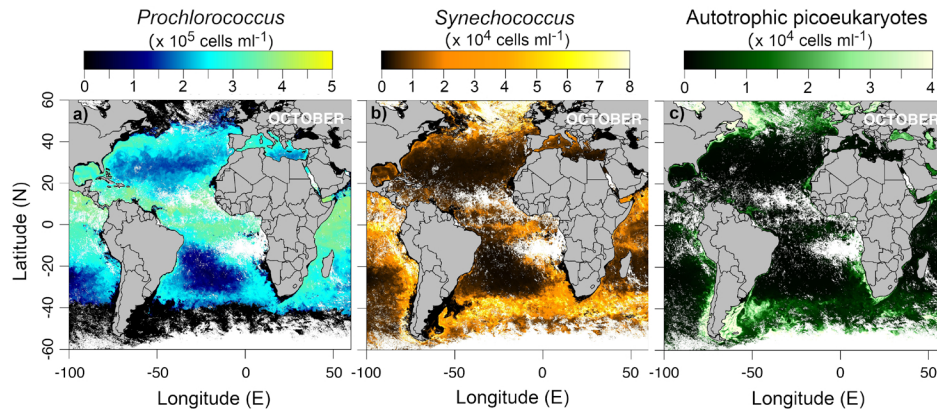 Prochlorococcus
(x 10⁵ cells ml⁻¹)
0 1 2 3 4 5
Synechococcus
(x 10⁴ cells ml⁻¹)
0 1 2 3 4 5 6 7 8
Autotrophic picoeukaryotes
(x 10⁴ cells ml⁻¹)
0 1 2 3 4
a) OCTOBER
b) OCTOBER
c) OCTOBER
Latitude (N)
60
40
20
0
-20
-40
-60
-100 -50 0 50
-100 -50 0 50
-100 -50 0 50
Longitude (E)
Longitude (E)
Longitude (E)